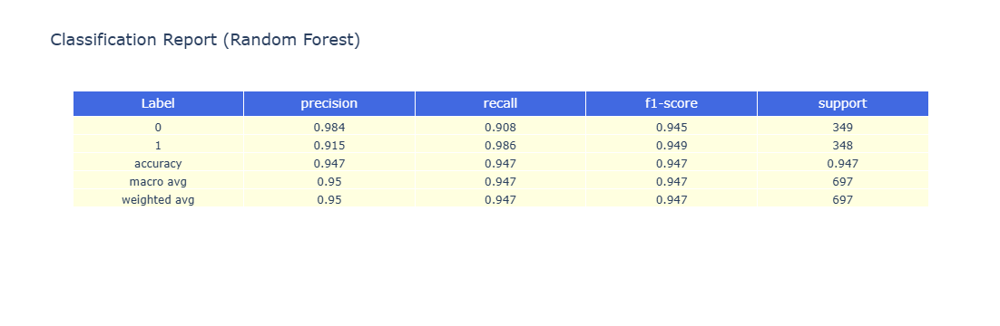 Classification Report (Random Forest)
Label precision recall f1-score support
0 0.984 0.908 0.945 349
1 0.915 0.986 0.949 348
accuracy 0.947 0.947 0.947 0.947
macro avg 0.95 0.947 0.947 697
weighted avg 0.95 0.947 0.947 697